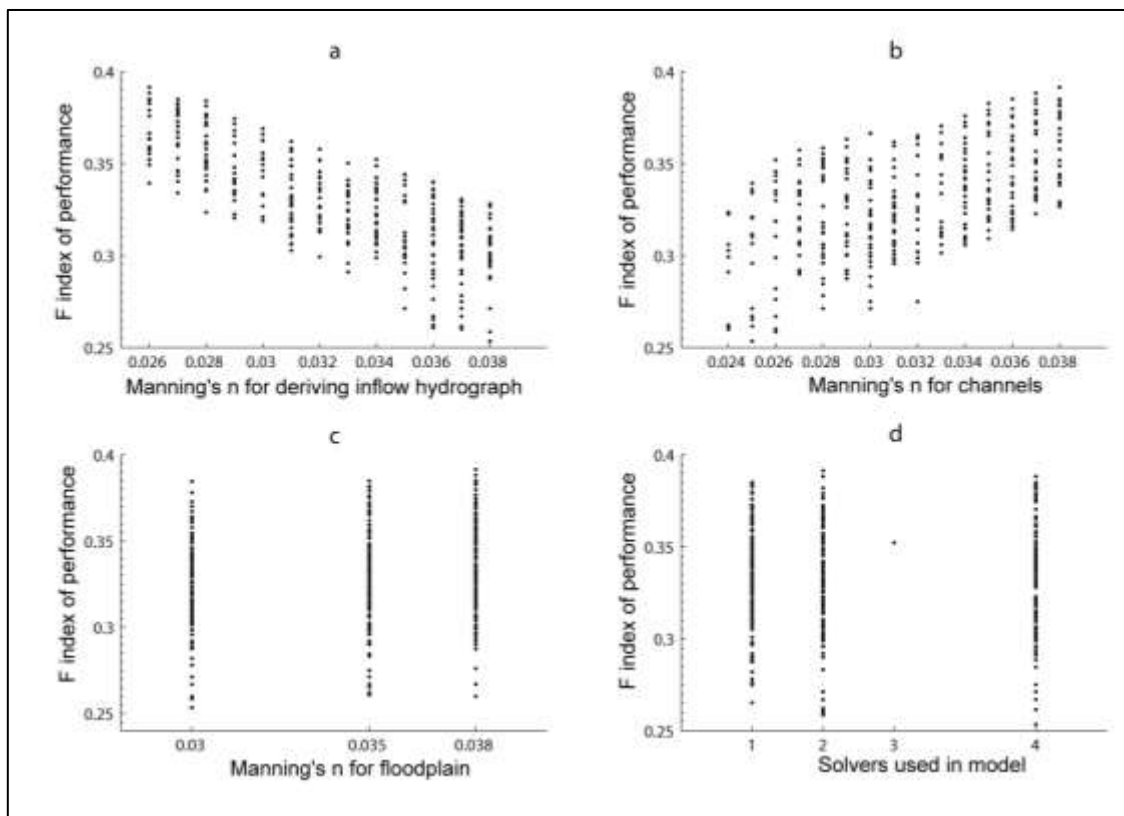 a
0.4
0.35
0.3
0.25
F index of performance
0.026 0.028 0.03 0.032 0.034 0.036 0.038
Manning's n for deriving inflow hydrograph
b
0.4
0.35
0.3
0.25
F index of performance
0.024 0.026 0.028 0.03 0.032 0.034 0.036 0.038
Manning's n for channels
c
0.4
0.35
0.3
0.25
F index of performance
0.03 0.035 0.038
Manning's n for floodplain
d
0.4
0.35
0.3
0.25
F index of performance
1 2 3 4
Solvers used in model